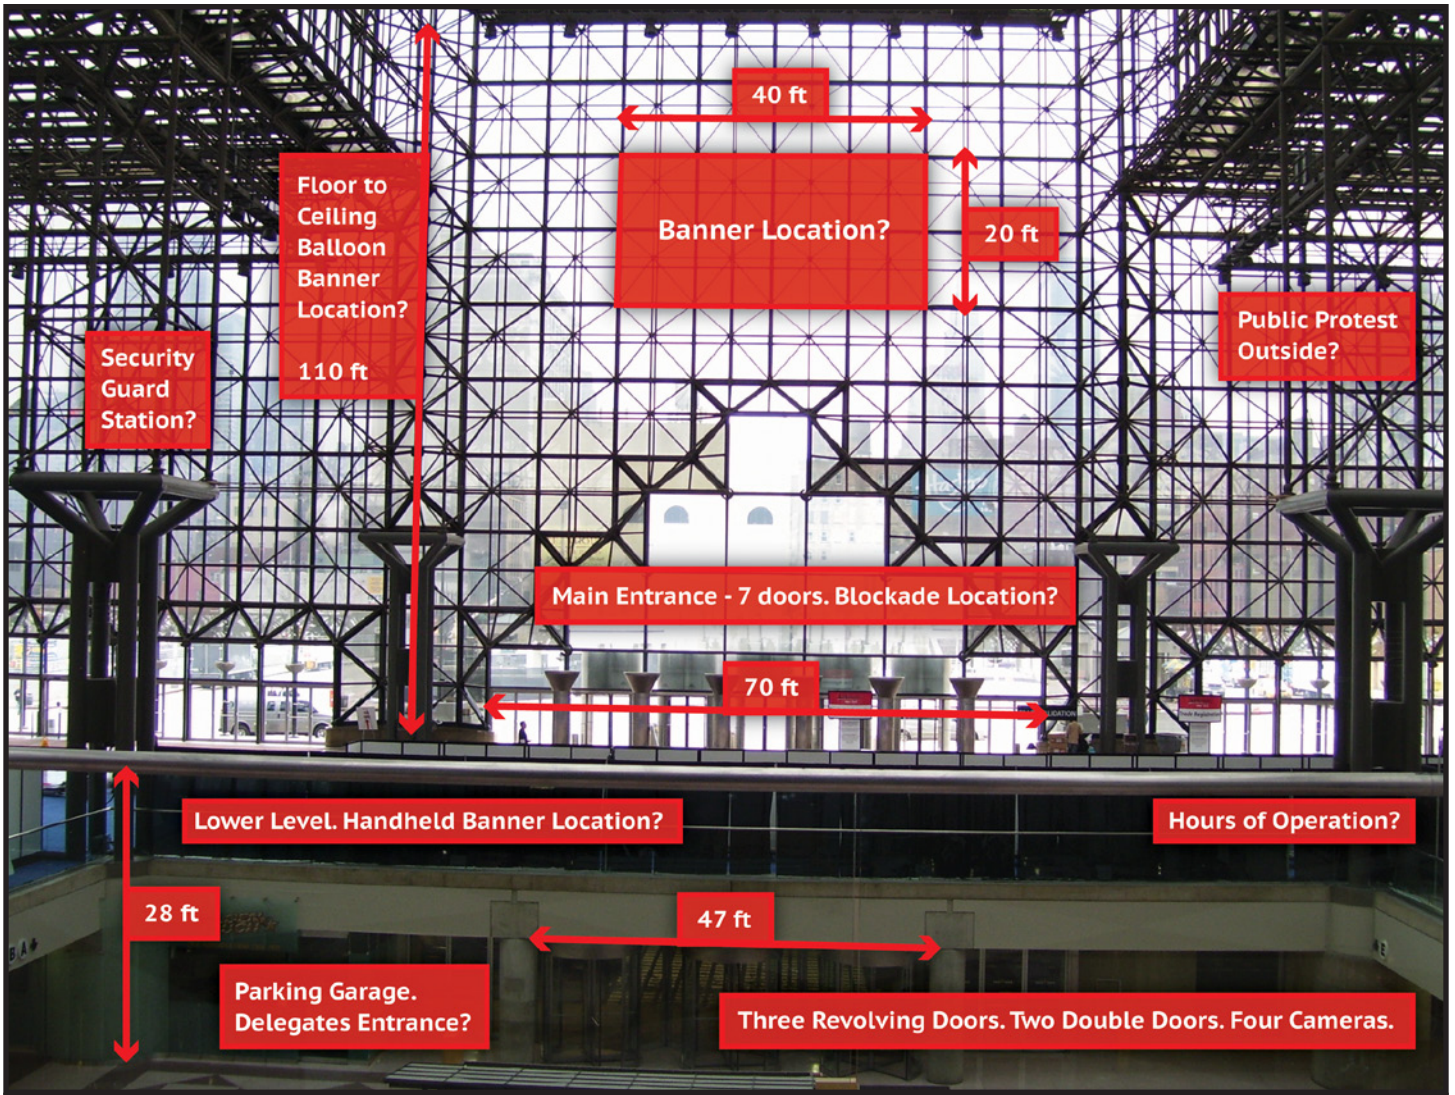 40 ft
Floor to
Ceiling
Balloon
Banner
Location?
110 ft
Banner Location?
20 ft
Public Protest
Outside?
Security
Guard
Station?
Main Entrance - 7 doors. Blockade Location?
70 ft
Lower Level. Handheld Banner Location?
Hours of Operation?
28 ft
47 ft
B A
E
Parking Garage.
Delegates Entrance?
Three Revolving Doors. Two Double Doors. Four Cameras.